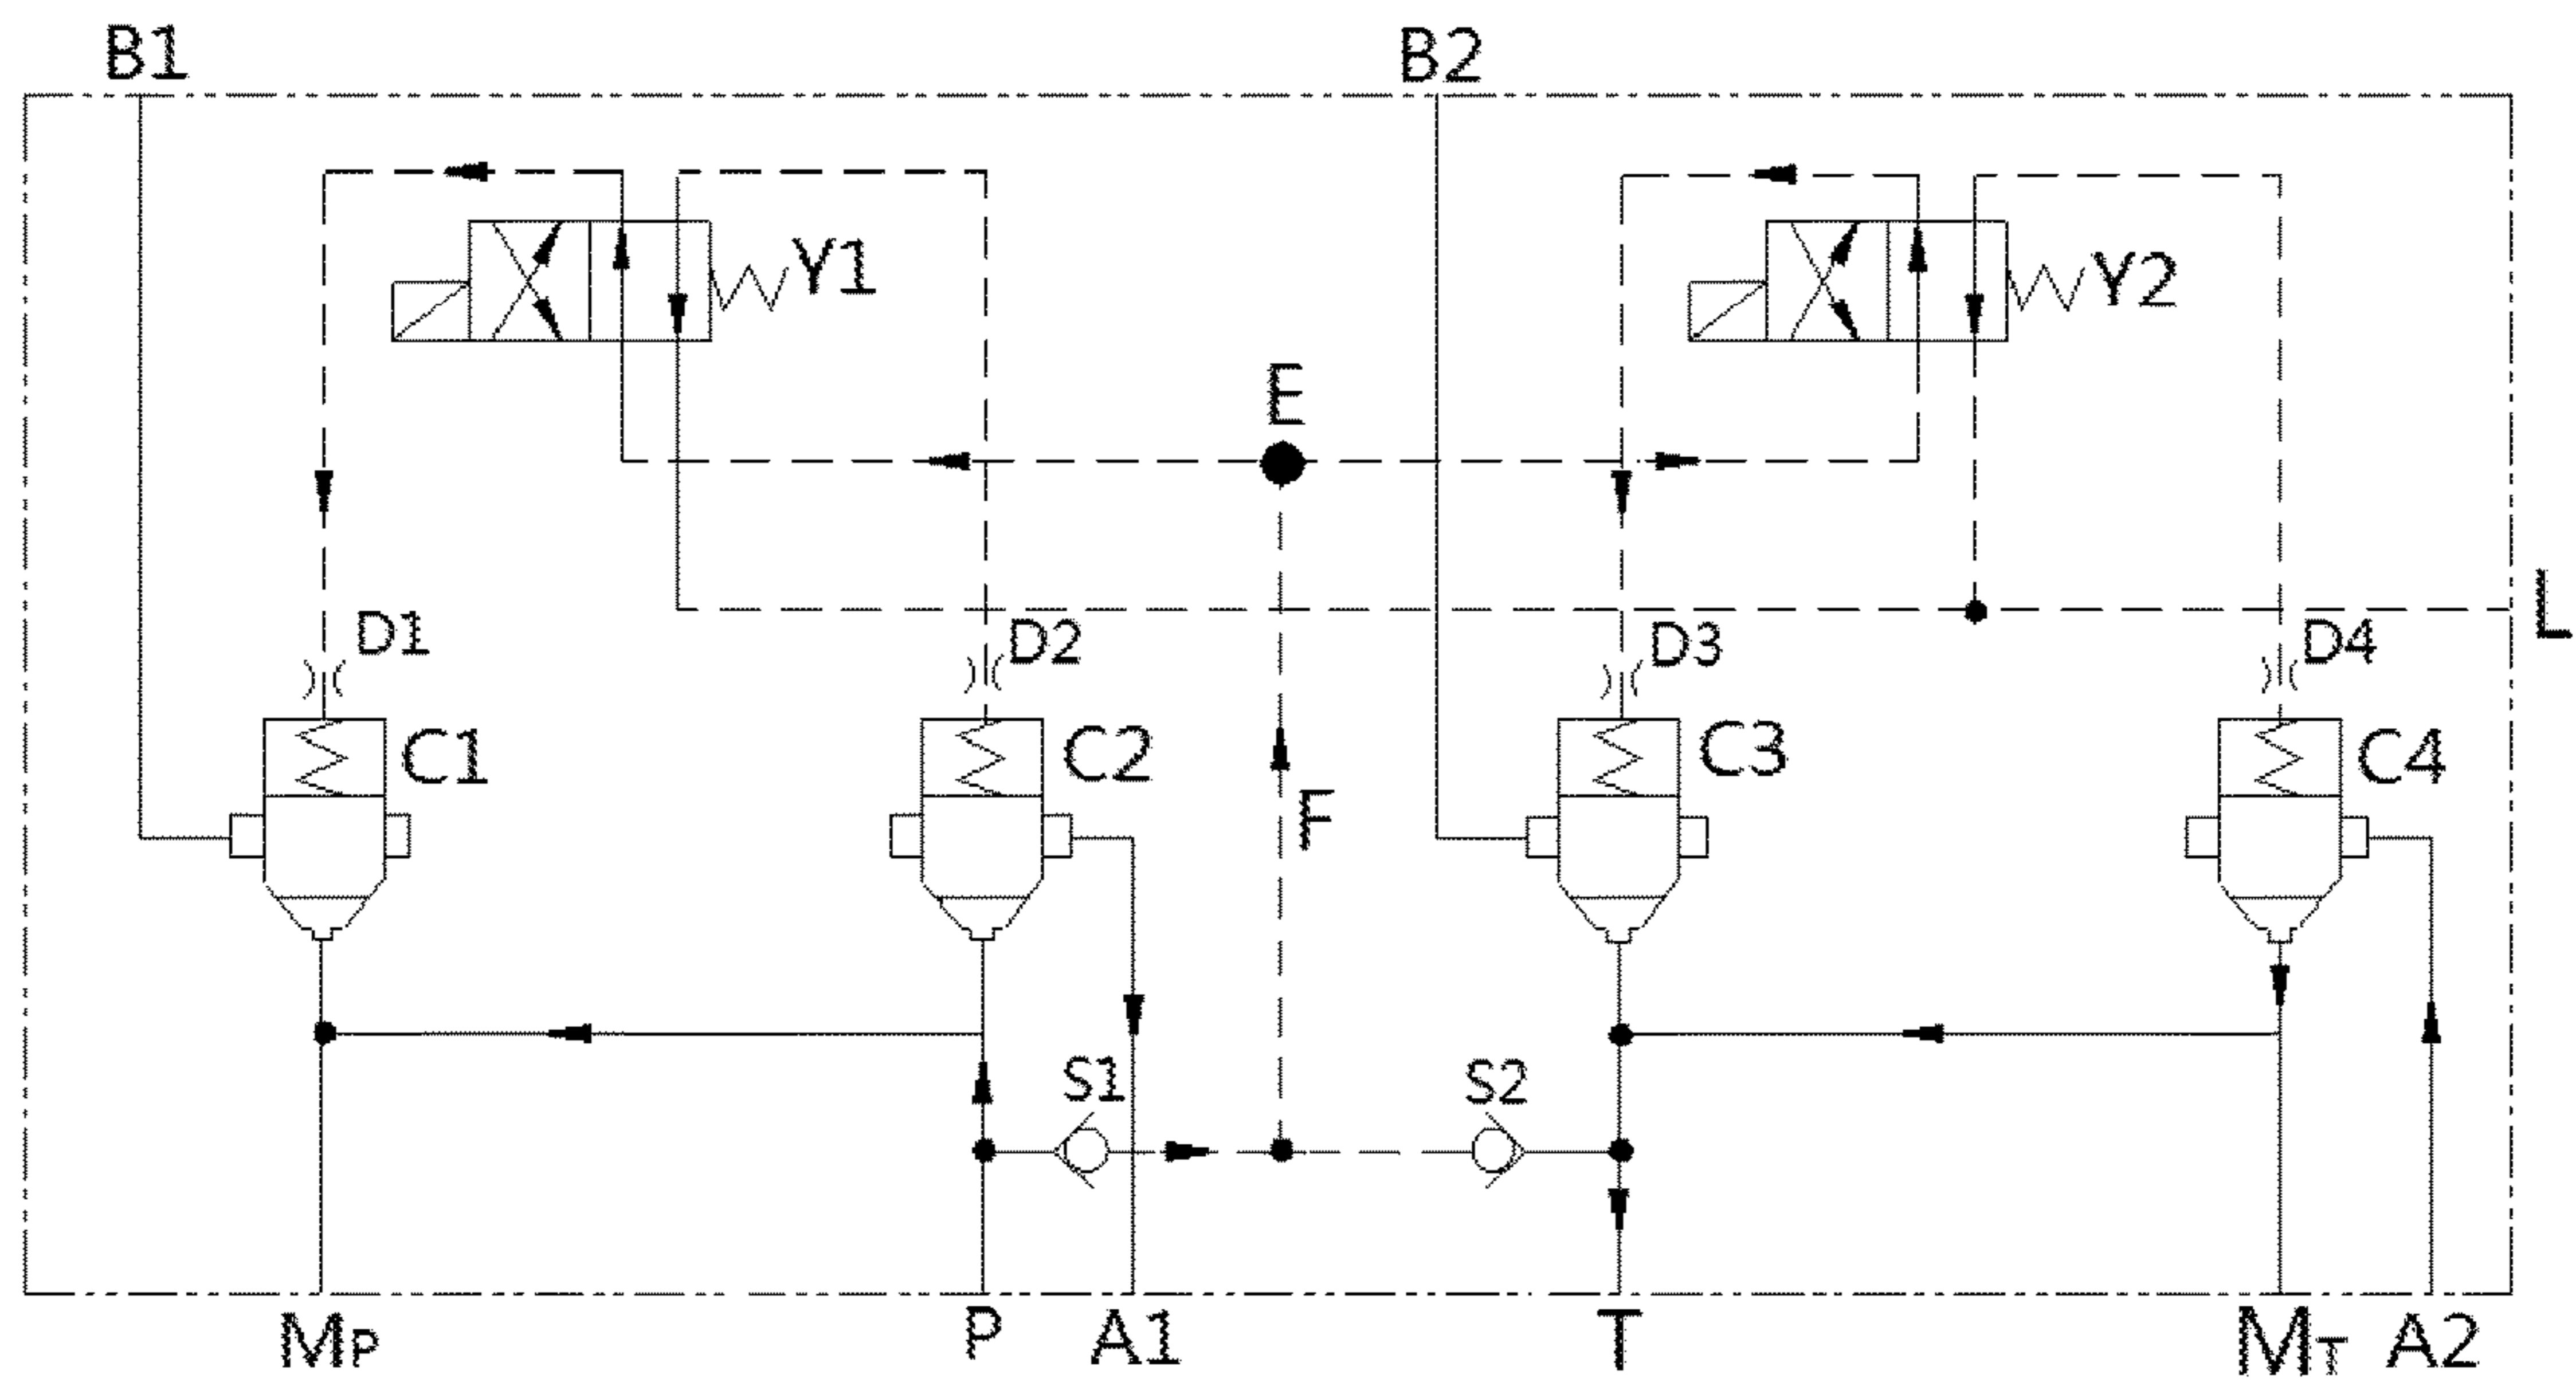 B1 B2
Y1 Y2
E
L
D1 D2 D3 D4
C1 C2 C3 C4
F
S1 S2
MP P A1 T MT A2